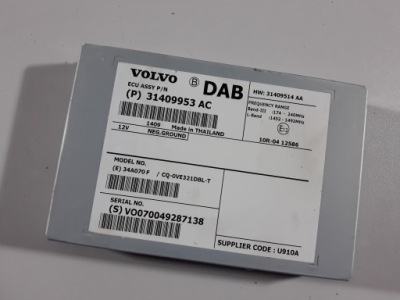 VOLVO B DAB
ECU ASSY P/N
(P) 31409953 AC
1409 Made in THAILAND
12V NEG.GROUND
HW: 31409514 AA
FREQUENCY RANGE
Band-III :174 - 240MHz
L-Band :1452 - 1492MHz
10R-04 12586
MODEL NO.
(E) 34A070 F / CQ-0VE321DBL-T
SERIAL NO.
(S) VO070049287138
SUPPLIER CODE : U910A